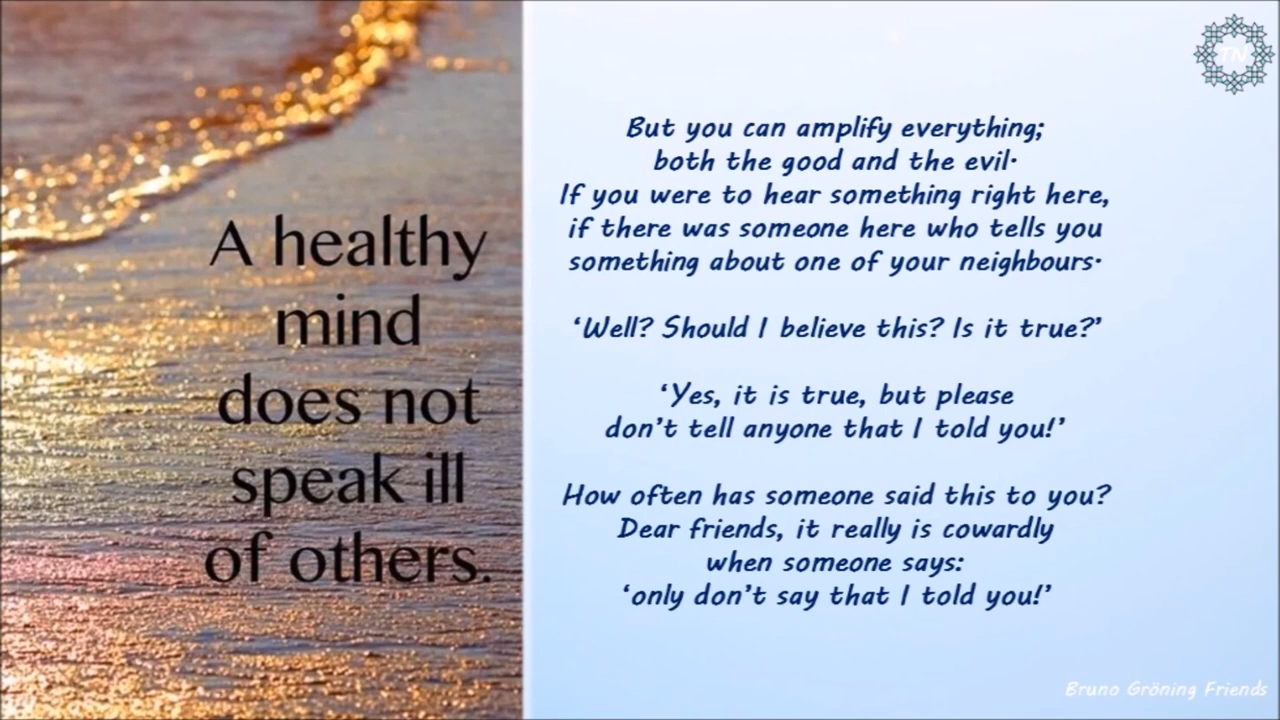 A healthy
mind
does not
speak ill
of others.
TN
But you can amplify everything;
both the good and the evil.
If you were to hear something right here,
if there was someone here who tells you
something about one of your neighbours.
‘Well? Should I believe this? Is it true?’
‘Yes, it is true, but please
don’t tell anyone that I told you!’
How often has someone said this to you?
Dear friends, it really is cowardly
when someone says:
‘only don’t say that I told you!’
Bruno Gröning Friends